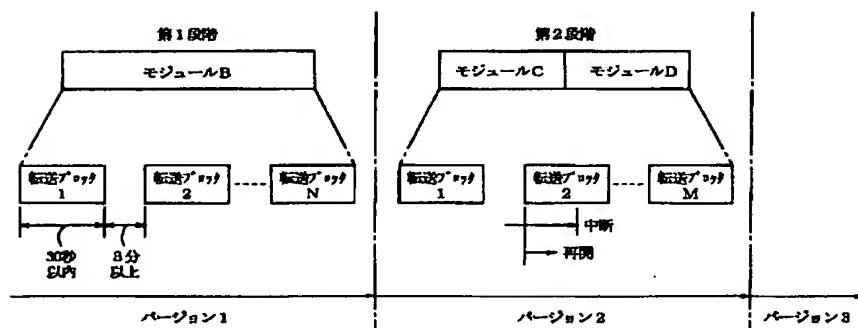 第1段階
第2段階
モジュールB
モジュールC
モジュールD
転送ブロック
1
転送ブロック
2
転送ブロック
N
転送ブロック
1
転送ブロック
2
転送ブロック
M
30秒
以内
8分
以上
中断
再開
バージョン1
バージョン2
バージョン3